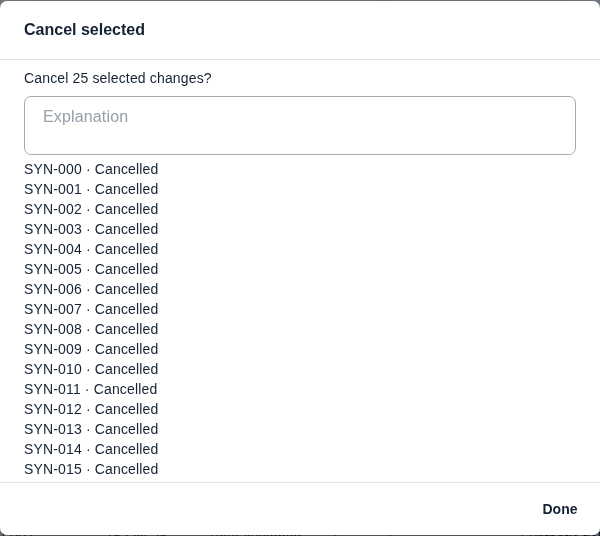 Cancel selected
Cancel 25 selected changes?
Explanation
SYN-000 · Cancelled
SYN-001 · Cancelled
SYN-002 · Cancelled
SYN-003 · Cancelled
SYN-004 · Cancelled
SYN-005 · Cancelled
SYN-006 · Cancelled
SYN-007 · Cancelled
SYN-008 · Cancelled
SYN-009 · Cancelled
SYN-010 · Cancelled
SYN-011 · Cancelled
SYN-012 · Cancelled
SYN-013 · Cancelled
SYN-014 · Cancelled
SYN-015 · Cancelled
Done